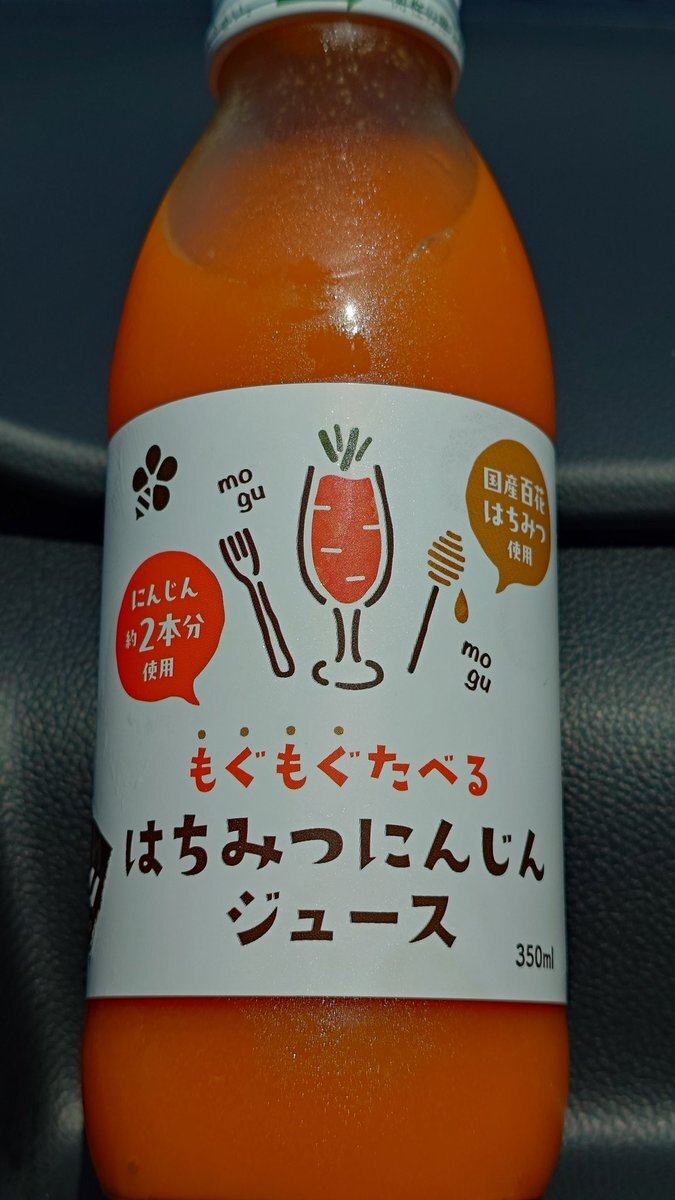 mo
gu
国産百花
はちみつ
使用
にんじん
約2本分
使用
mo
gu
もぐもぐたべる
はちみつにんじん
ジュース
350ml